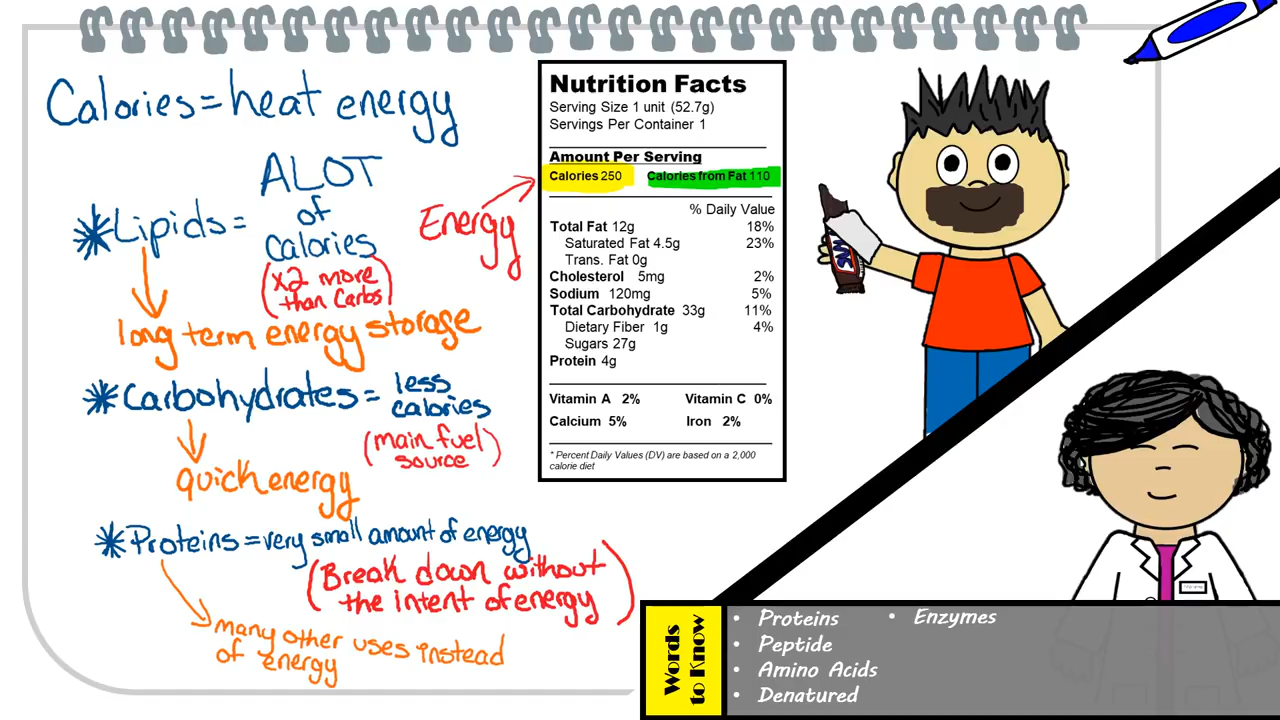 Calories = heat energy
*Lipids = ALOT
of
Calories
(x2 more
than Carbs)
long term energy storage
*Carbohydrates = less
calories
(main fuel
source)
quick energy
*Proteins = very small amount of energy
(Break down without
the intent of energy)
many other uses instead
of energy
Energy
Nutrition Facts
Serving Size 1 unit (52.7g)
Servings Per Container 1
Amount Per Serving
Calories 250 Calories from Fat 110
% Daily Value
Total Fat 12g 18%
Saturated Fat 4.5g 23%
Trans. Fat 0g
Cholesterol 5mg 2%
Sodium 120mg 5%
Total Carbohydrate 33g 11%
Dietary Fiber 1g 4%
Sugars 27g
Protein 4g
Vitamin A 2% Vitamin C 0%
Calcium 5% Iron 2%
* Percent Daily Values (DV) are based on a 2,000
calorie diet
Words
to Know
• Proteins
• Peptide
• Amino Acids
• Denatured
• Enzymes